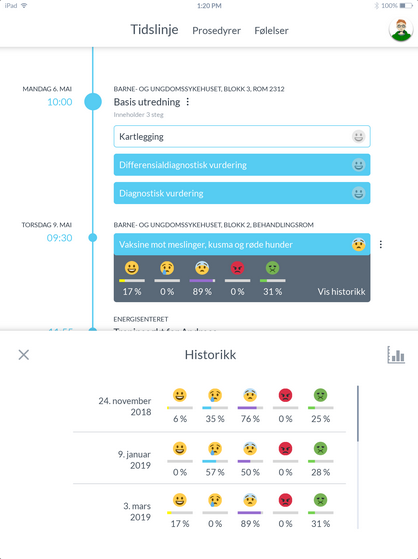 iPad
1:20 PM
100%
Tidslinje Prosedyrer Følelser
MANDAG 6. MAI
10:00
BARNE- OG UNGDOMSSYKEHUSET, BLOKK 3, ROM 2312
Basis utredning
Inneholder 3 steg
Kartlegging
Differensialdiagnostisk vurdering
Diagnostisk vurdering
TORSDAG 9. MAI
09:30
BARNE- OG UNGDOMSSYKEHUSET, BLOKK 2, BEHANDLINGSROM
Vaksine mot meslinger, kusma og røde hunder
17 % 0 % 89 % 0 % 31 % Vis historikk
ENERGISENTERET
Historikk
24. november
2018
6 % 35 % 76 % 0 % 25 %
9. januar
2019
0 % 57 % 50 % 0 % 28 %
3. mars
2019
17 % 0 % 89 % 0 % 31 %